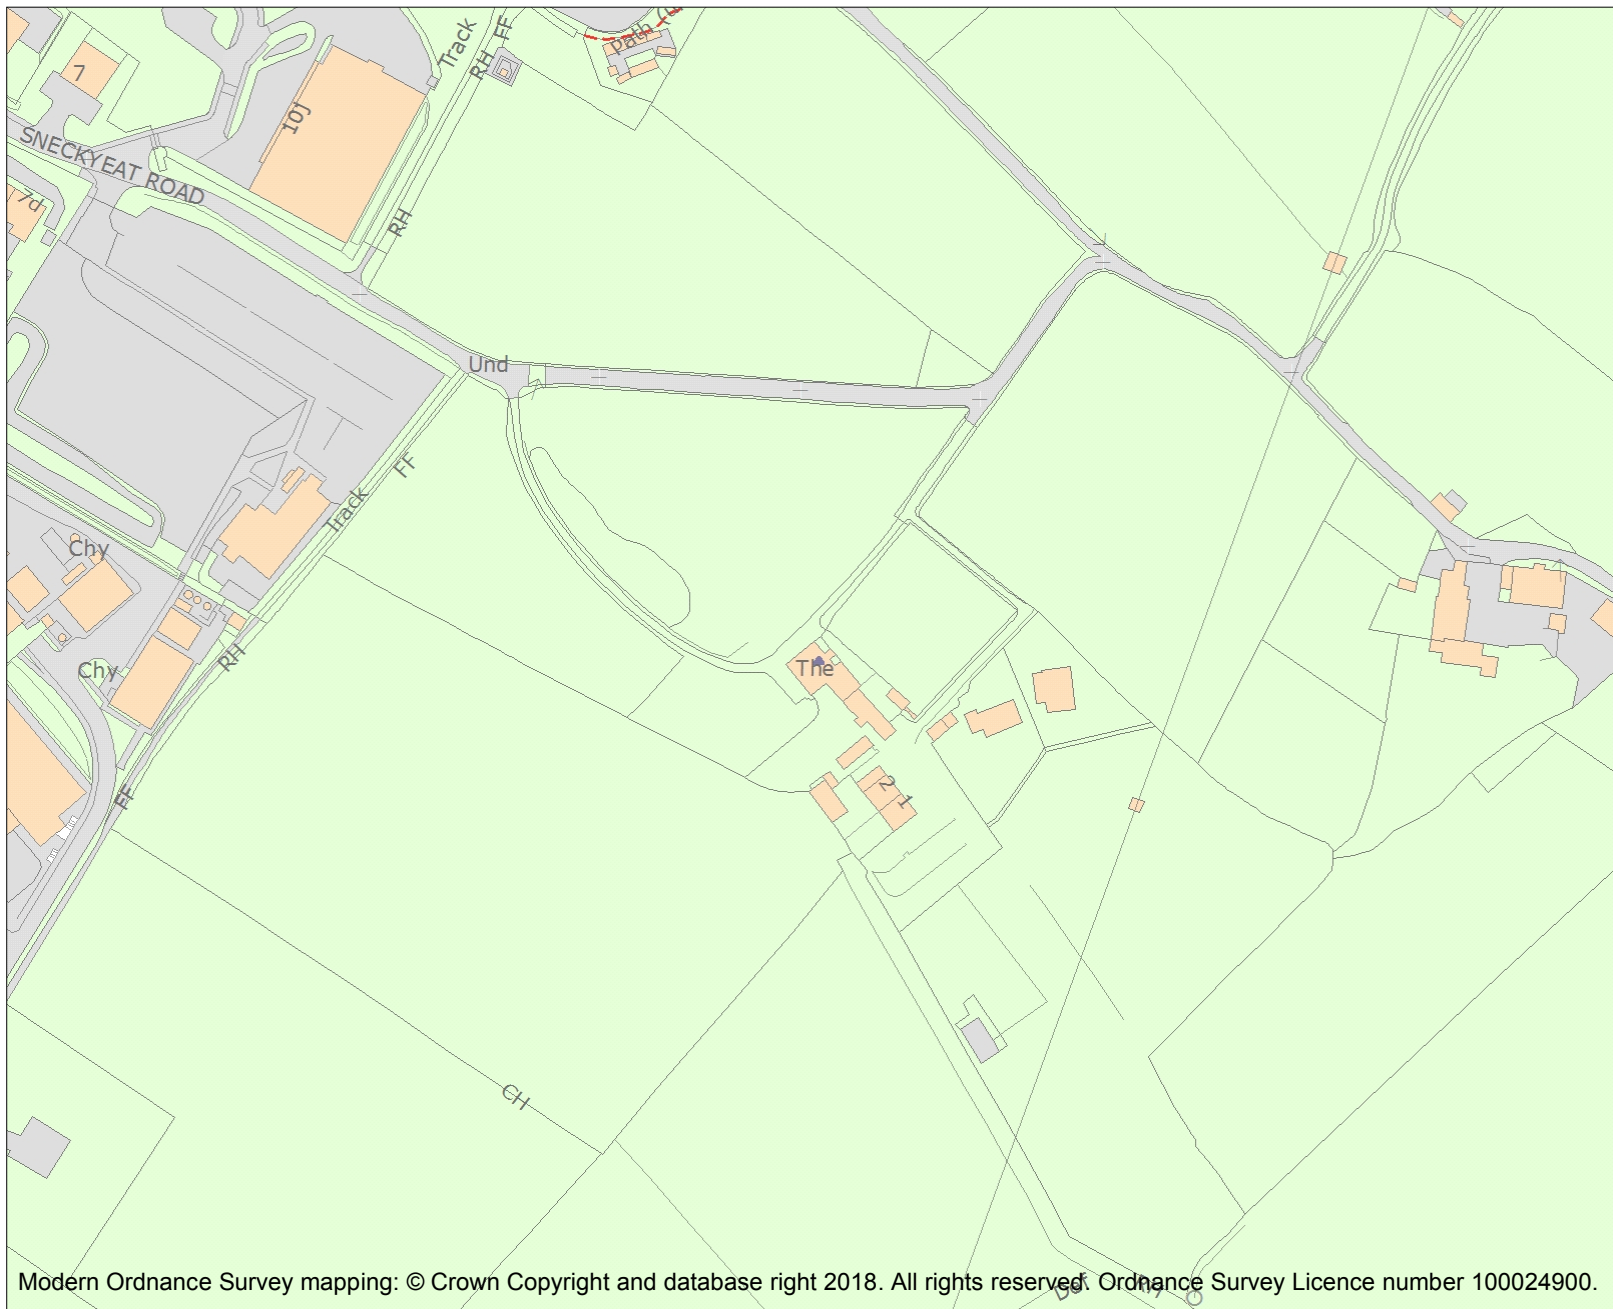 Track
RH
FF
Path (u
7
10J
SNECKYEAT ROAD
7d
RH
Und
FF
Track
Chy
Chy
RH
The
2
1
FF
CH
Def
RH
Modern Ordnance Survey mapping: © Crown Copyright and database right 2018. All rights reserved. Ordnance Survey Licence number 100024900.